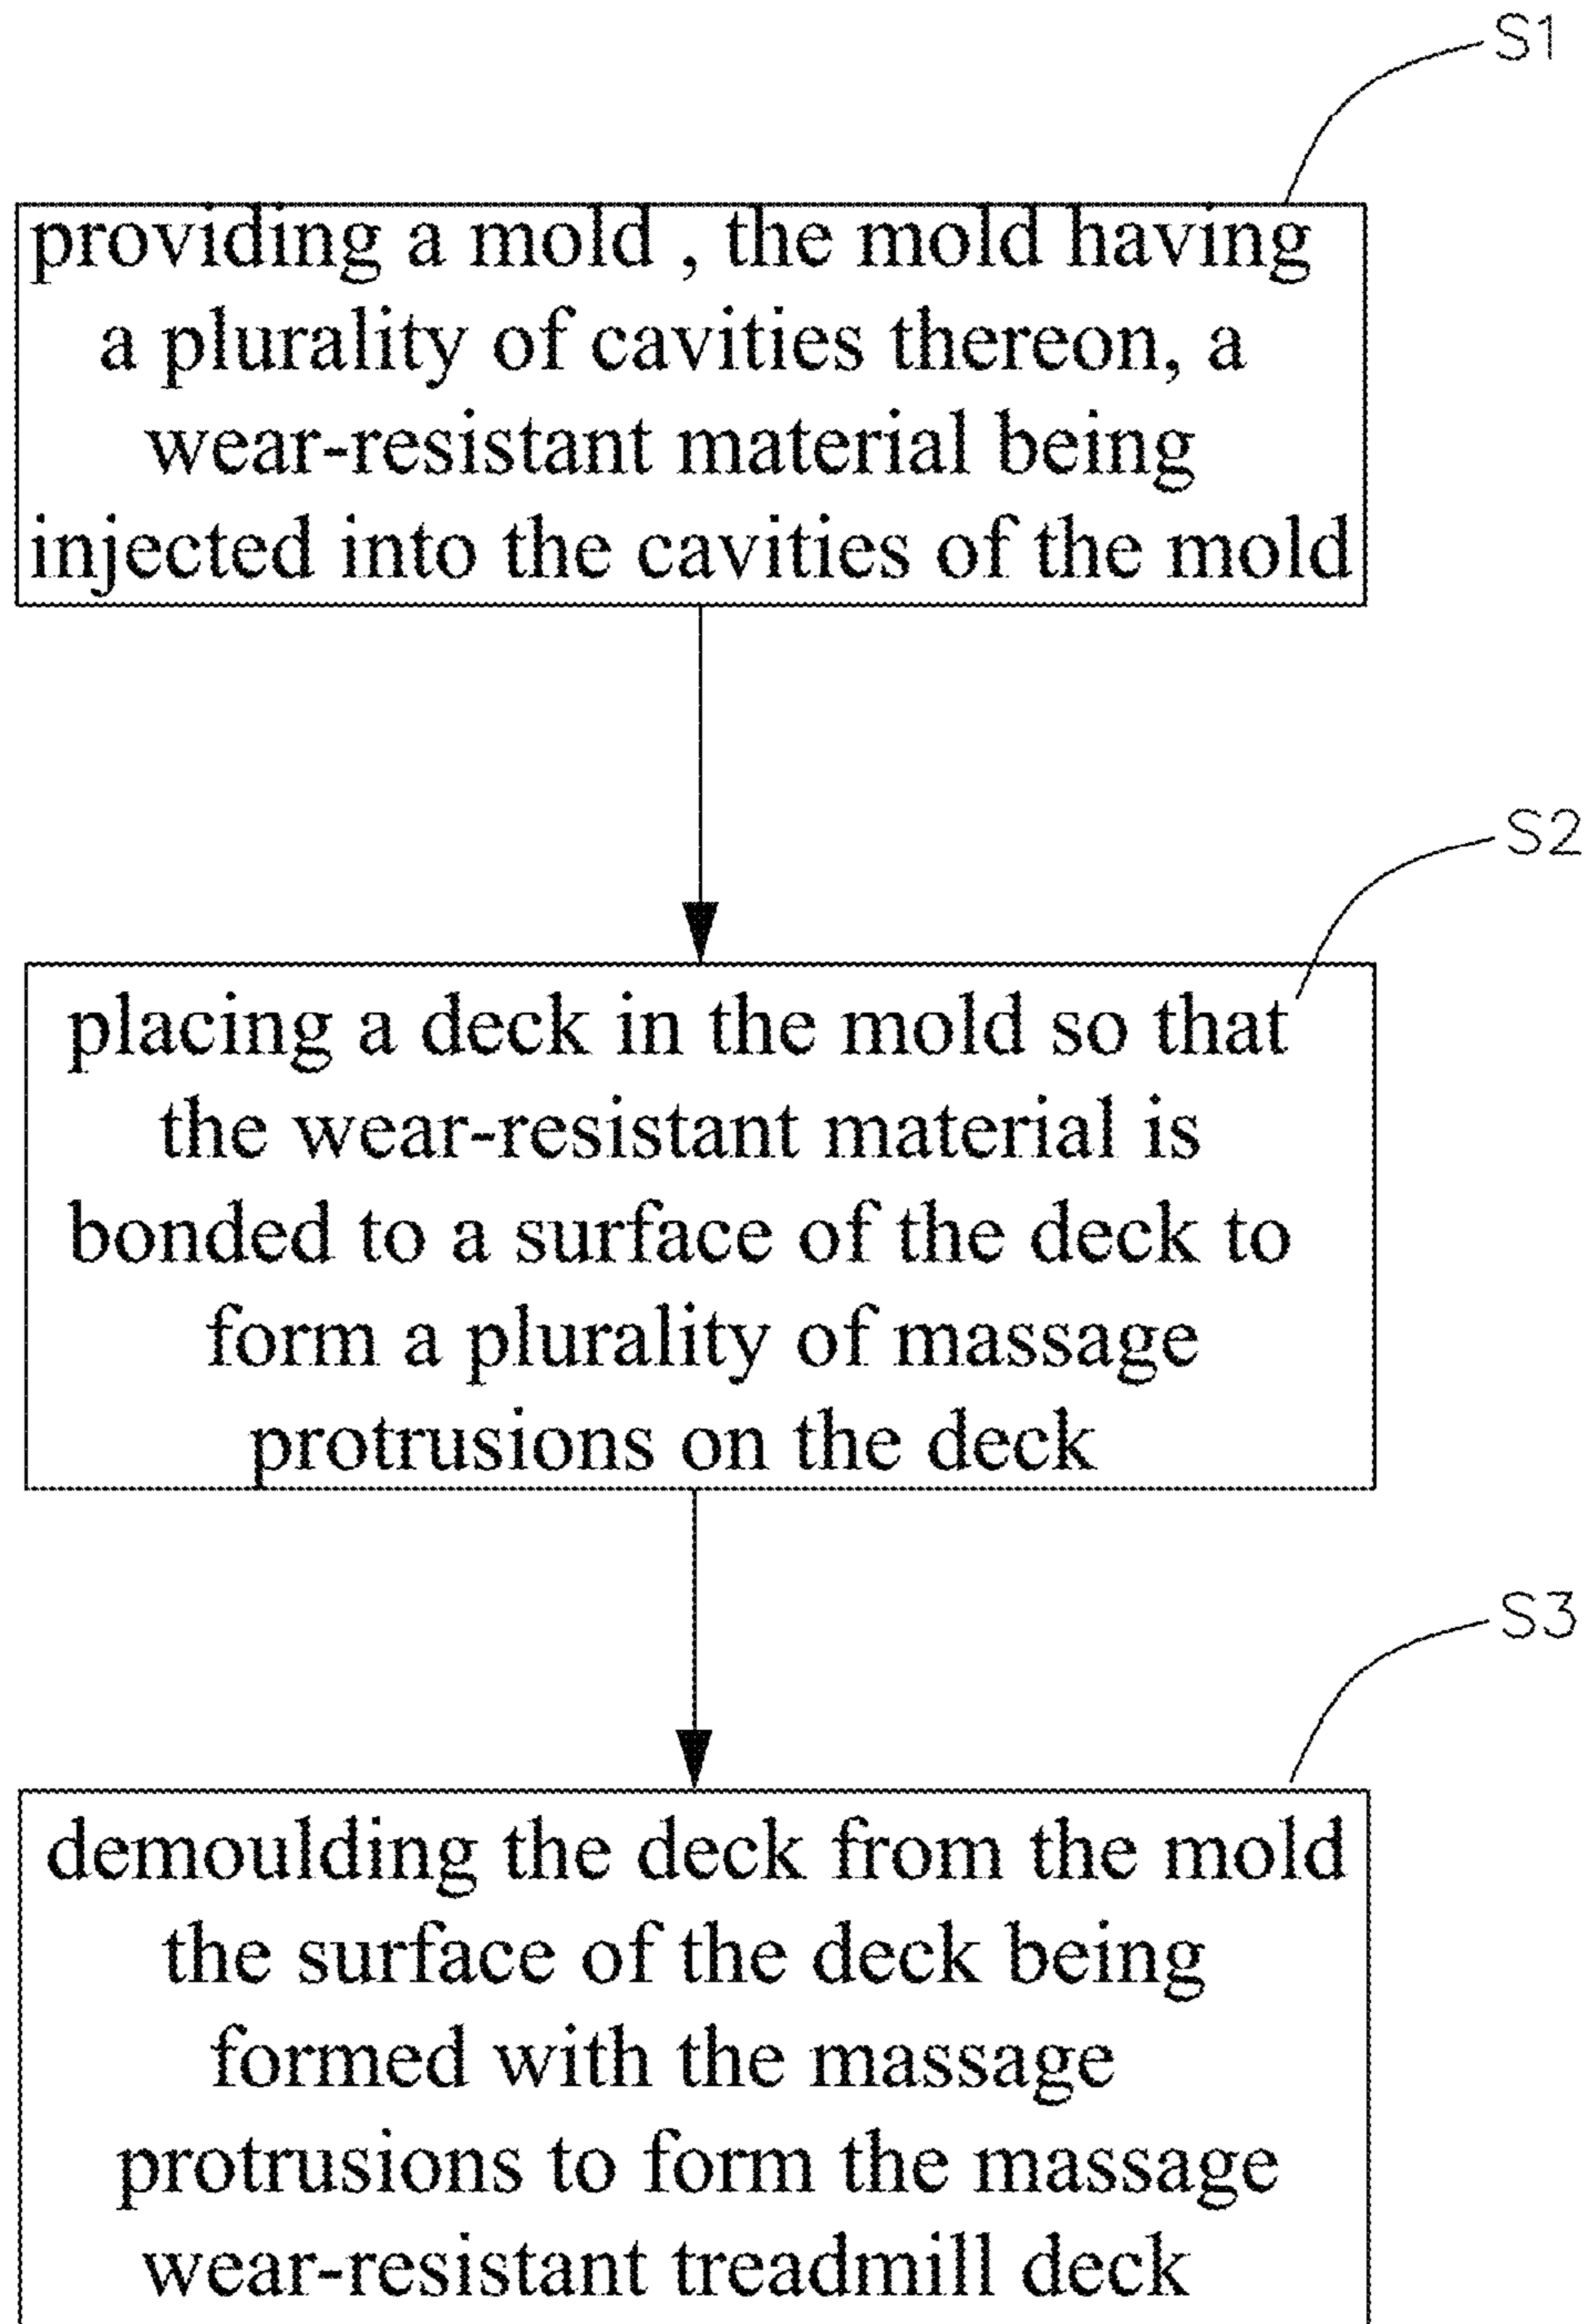 S1
providing a mold , the mold having
a plurality of cavities thereon, a
wear-resistant material being
injected into the cavities of the mold
S2
placing a deck in the mold so that
the wear-resistant material is
bonded to a surface of the deck to
form a plurality of massage
protrusions on the deck
S3
demoulding the deck from the mold
the surface of the deck being
formed with the massage
protrusions to form the massage
wear-resistant treadmill deck